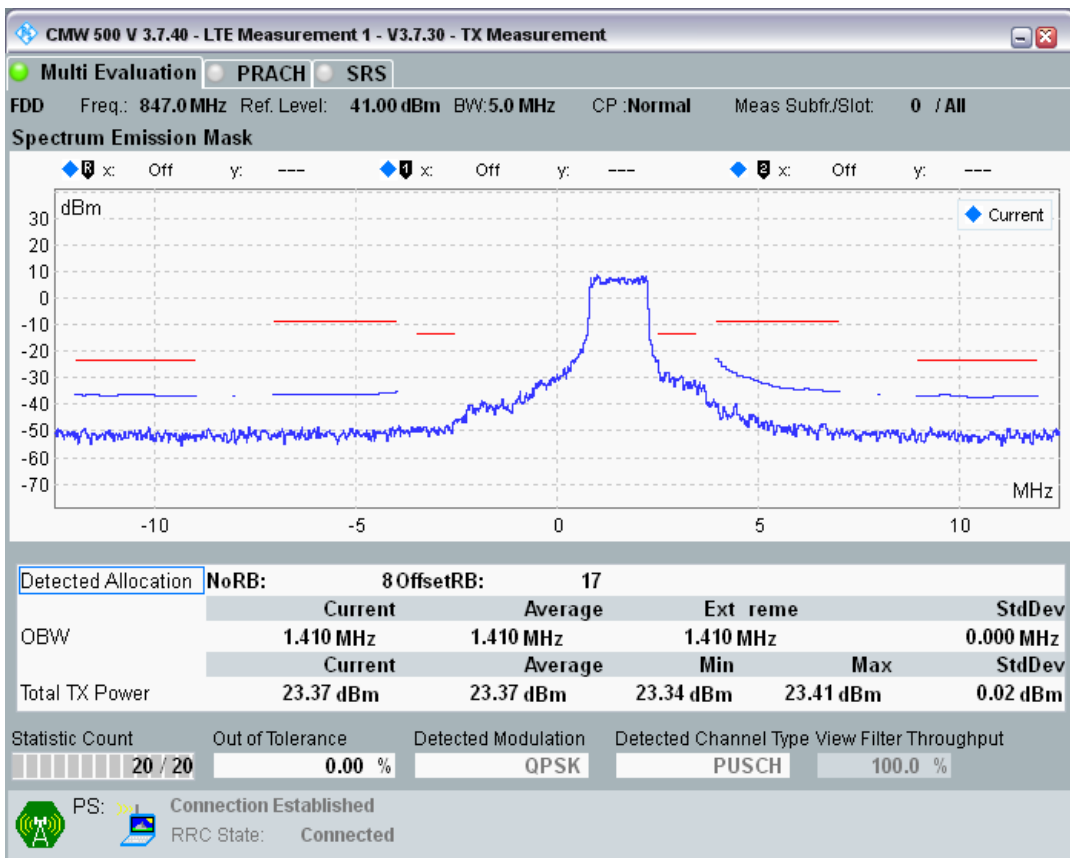 CMW 500 V 3.7.40 - LTE Measurement 1 - V3.7.30 - TX Measurement
Multi Evaluation PRACH SRS
FDD Freq.: 847.0 MHz Ref. Level: 41.00 dBm BW:5.0 MHz CP :Normal Meas Subfr./Slot: 0 / All
Spectrum Emission Mask
R x: Off y: --- 1 x: Off y: --- 2 x: Off y: ---
dBm
Current
30
20
10
0
-10
-20
-30
-40
-50
-60
-70
MHz
-10 -5 0 5 10
Detected Allocation NoRB: 8 OffsetRB: 17
Current Average Ext reme StdDev
OBW 1.410 MHz 1.410 MHz 1.410 MHz 0.000 MHz
Current Average Min Max StdDev
Total TX Power 23.37 dBm 23.37 dBm 23.34 dBm 23.41 dBm 0.02 dBm
Statistic Count Out of Tolerance Detected Modulation Detected Channel Type View Filter Throughput
20 / 20 0.00 % QPSK PUSCH 100.0 %
PS: Connection Established
RRC State: Connected